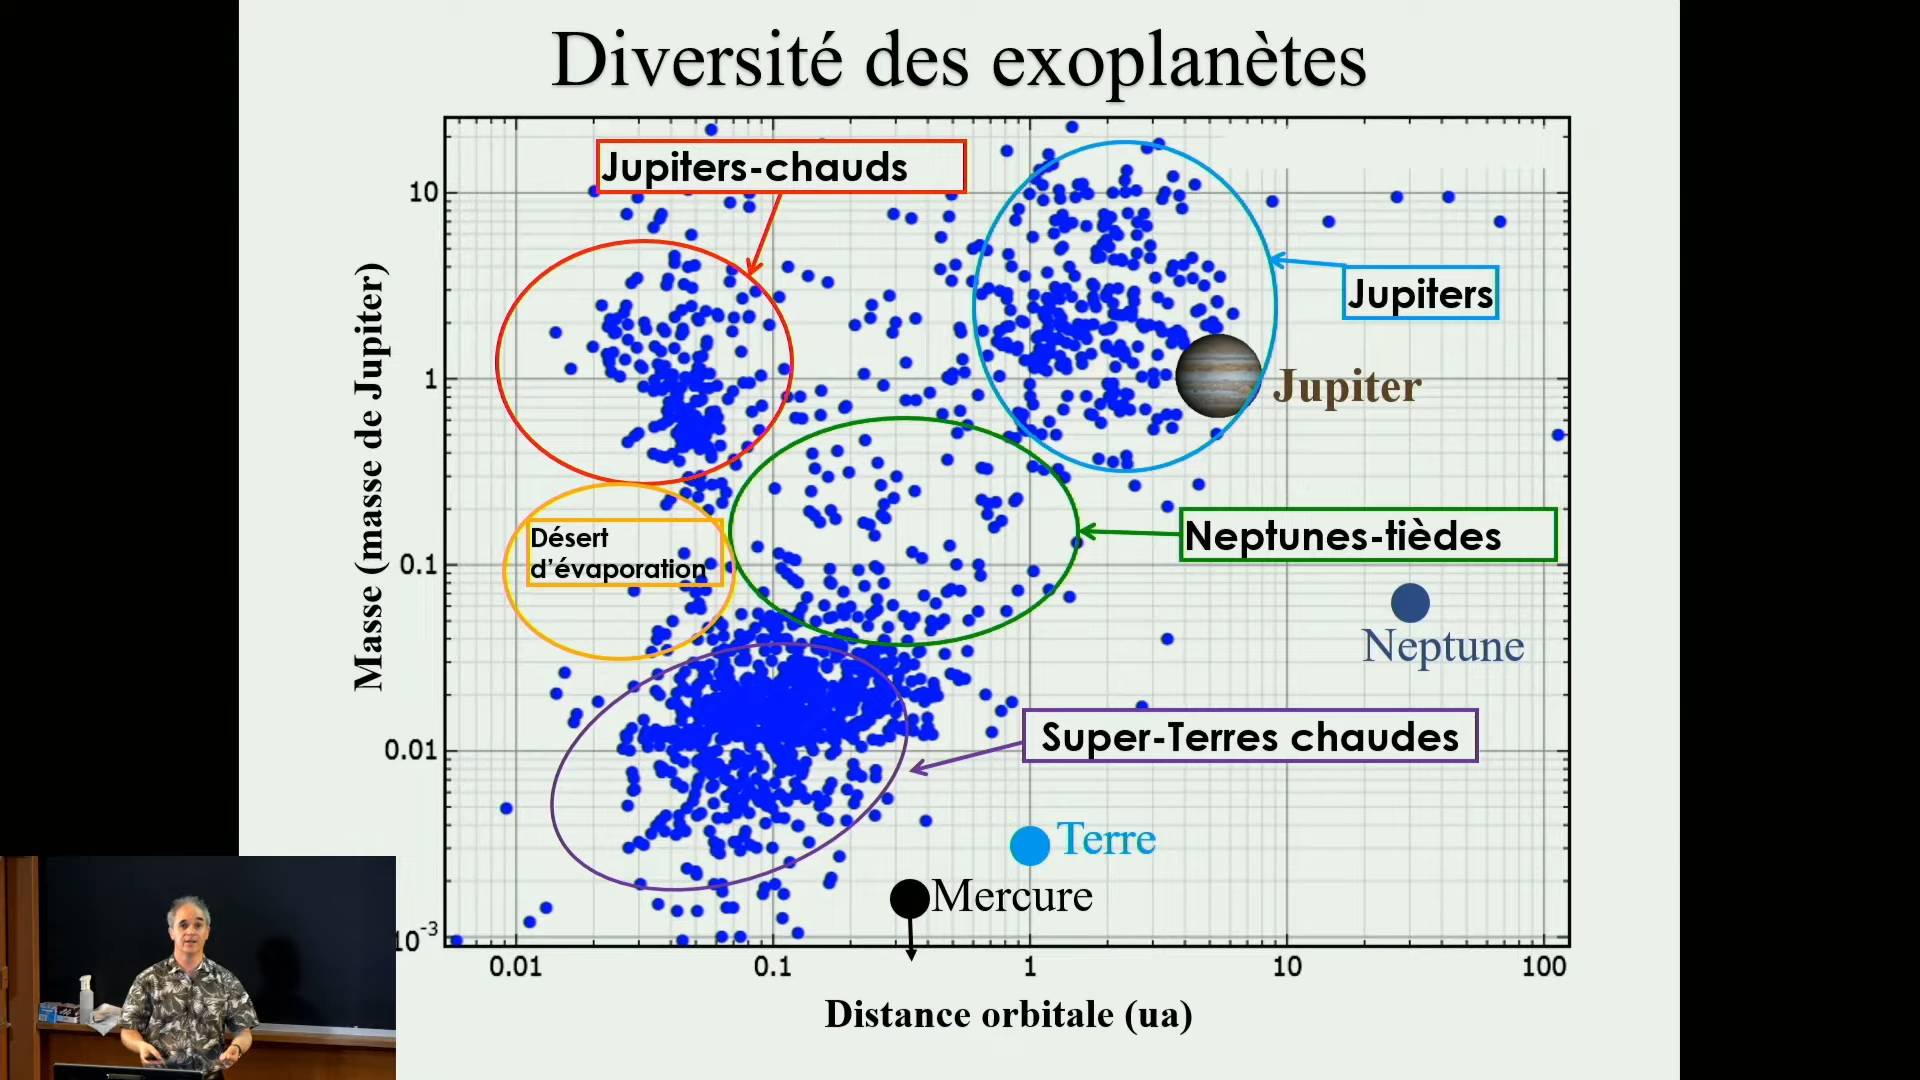 Diversité des exoplanètes
Jupiters-chauds
10
Jupiters
1
Jupiter
Désert
d'évaporation
Neptunes-tièdes
0.1
Neptune
Super-Terres chaudes
0.01
Terre
Mercure
10-3
Masse (masse de Jupiter)
0.01
0.1
1
10
100
Distance orbitale (ua)